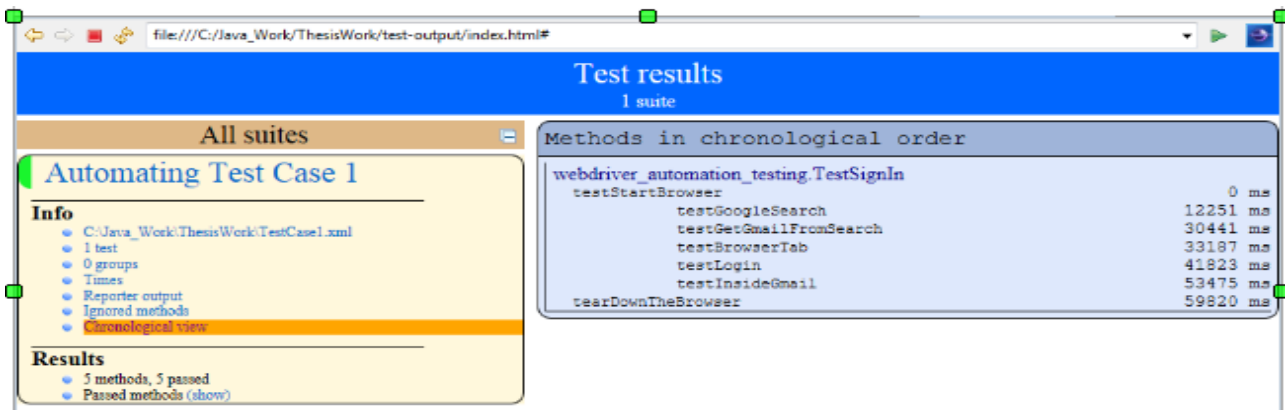 file:///C:/Java_Work/ThesisWork/test-output/index.html#
Test results
1 suite
All suites
Automating Test Case 1
Info
C:\Java_Work\ThesisWork\TestCase1.xml
1 test
0 groups
Times
Reporter output
Ignored methods
Chronological view
Results
5 methods, 5 passed
Passed methods (show)
Methods in chronological order
webdriver_automation_testing.TestSignIn
testStartBrowser 0 ms
testGoogleSearch 12251 ms
testGetGmailFromSearch 30441 ms
testBrowserTab 33187 ms
testLogin 41823 ms
testInsideGmail 53475 ms
tearDownTheBrowser 59820 ms